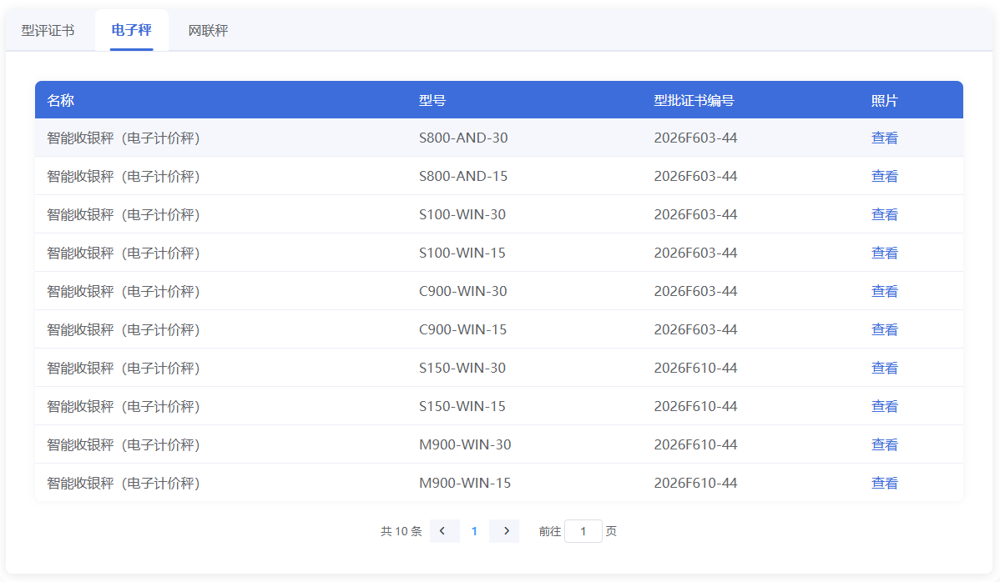 型评证书 电子秤 网联秤
名称 型号 型批证书编号 照片
智能收银秤（电子计价秤） S800-AND-30 2026F603-44 查看
智能收银秤（电子计价秤） S800-AND-15 2026F603-44 查看
智能收银秤（电子计价秤） S100-WIN-30 2026F603-44 查看
智能收银秤（电子计价秤） S100-WIN-15 2026F603-44 查看
智能收银秤（电子计价秤） C900-WIN-30 2026F603-44 查看
智能收银秤（电子计价秤） C900-WIN-15 2026F603-44 查看
智能收银秤（电子计价秤） S150-WIN-30 2026F610-44 查看
智能收银秤（电子计价秤） S150-WIN-15 2026F610-44 查看
智能收银秤（电子计价秤） M900-WIN-30 2026F610-44 查看
智能收银秤（电子计价秤） M900-WIN-15 2026F610-44 查看
共 10 条 1 前往 1 页